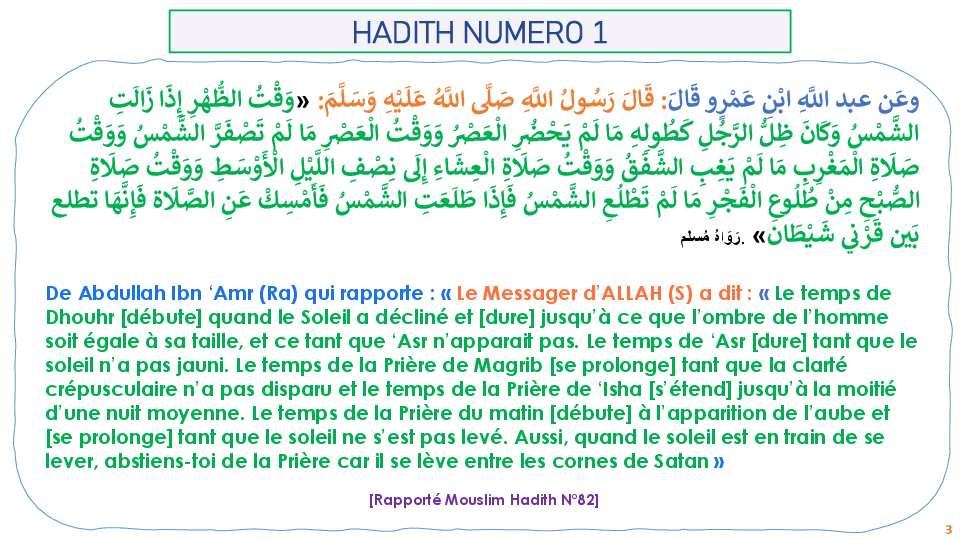 HADITH NUMERO 1
وعَن عبد اللَّهِ ابْنِ عَمْرٍو قَالَ: قَالَ رَسُولُ اللَّهِ صَلَّى اللَّهُ عَلَيْهِ وَسَلَّمَ: «وَقْتُ الظُّهْرِ إِذَا زَالَتِ
الشَّمْسُ وَكَانَ ظِلُّ الرَّجُلِ كَطُولِهِ مَا لَمْ يَحْضُرِ الْعَصْرُ وَوَقْتُ الْعَصْرِ مَا لَمْ تَصْفَرَّ الشَّمْسُ وَوَقْتُ
صَلَاةِ الْمَغْرِبِ مَا لَمْ يَغِبِ الشَّفَقُ وَوَقْتُ صَلَاةِ الْعِشَاءِ إِلَى نِصْفِ اللَّيْلِ الْأَوْسَطِ وَوَقْتُ صَلَاةِ
الصُّبْحِ مِنْ طُلُوعِ الْفَجْرِ مَا لَمْ تَطْلُعِ الشَّمْسُ فَإِذَا طَلَعَتِ الشَّمْسُ فَأَمْسِكْ عَنِ الصَّلَاة فَإِنَّهَا تطلع
بَين قَرْني شَيْطَان» .رَوَاهُ مُسلم
De Abdullah Ibn ‘Amr (Ra) qui rapporte : « Le Messager d’ALLAH (S) a dit : « Le temps de
Dhouhr [débute] quand le Soleil a décliné et [dure] jusqu’à ce que l’ombre de l’homme
soit égale à sa taille, et ce tant que ‘Asr n’apparait pas. Le temps de ‘Asr [dure] tant que le
soleil n’a pas jauni. Le temps de la Prière de Magrib [se prolonge] tant que la clarté
crépusculaire n’a pas disparu et le temps de la Prière de ‘Isha [s’étend] jusqu’à la moitié
d’une nuit moyenne. Le temps de la Prière du matin [débute] à l’apparition de l’aube et
[se prolonge] tant que le soleil ne s’est pas levé. Aussi, quand le soleil est en train de se
lever, abstiens-toi de la Prière car il se lève entre les cornes de Satan »
[Rapporté Mouslim Hadith N°82]
3